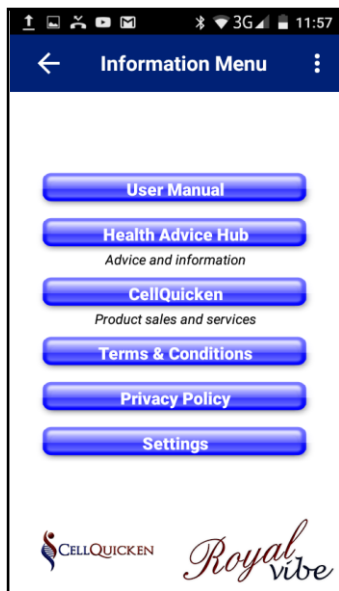 3G 11:57
Information Menu
User Manual
Health Advice Hub
Advice and information
CellQuicken
Product sales and services
Terms & Conditions
Privacy Policy
Settings
CELLQUICKEN
Royal
vibe